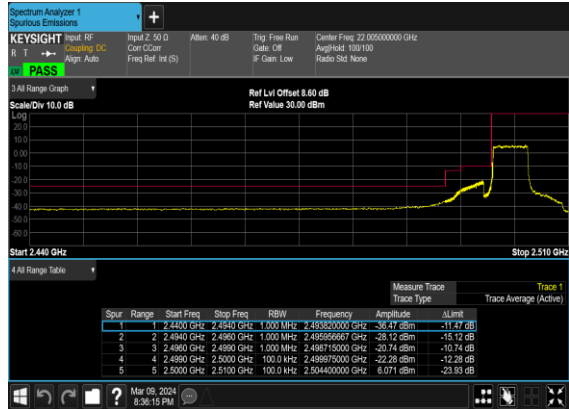 Spectrum Analyzer 1
Spurious Emissions
KEYSIGHT Input: RF Input Z: 50 Ω Atten: 40 dB Trig: Free Run Center Freq: 22.005000000 GHz
R T Coupling: DC Corr CCorr Gate: Off Avg|Hold: 100/100
Align: Auto Freq Ref: Int (S) IF Gain: Low Radio Std: None
PASS
3 All Range Graph
Ref Lvl Offset 8.60 dB
Scale/Div 10.0 dB Ref Value 30.00 dBm
Log
20.0
10.0
0.00
-10.0
-20.0
-30.0
-40.0
-50.0
-60.0
Start 2.440 GHz Stop 2.510 GHz
4 All Range Table
Measure Trace Trace 1
Trace Type Trace Average (Active)
Spur Range Start Freq Stop Freq RBW Frequency Amplitude ΔLimit
1 1 2.4400 GHz 2.4940 GHz 1.000 MHz 2.493820000 GHz -36.47 dBm -11.47 dB
2 2 2.4940 GHz 2.4960 GHz 1.000 MHz 2.495956667 GHz -28.12 dBm -15.12 dB
3 3 2.4960 GHz 2.4990 GHz 1.000 MHz 2.498715000 GHz -20.74 dBm -10.74 dB
4 4 2.4990 GHz 2.5000 GHz 100.0 kHz 2.499975000 GHz -22.28 dBm -12.28 dB
5 5 2.5000 GHz 2.5100 GHz 100.0 kHz 2.504400000 GHz 6.071 dBm -23.93 dB
Mar 09, 2024
8:36:15 PM